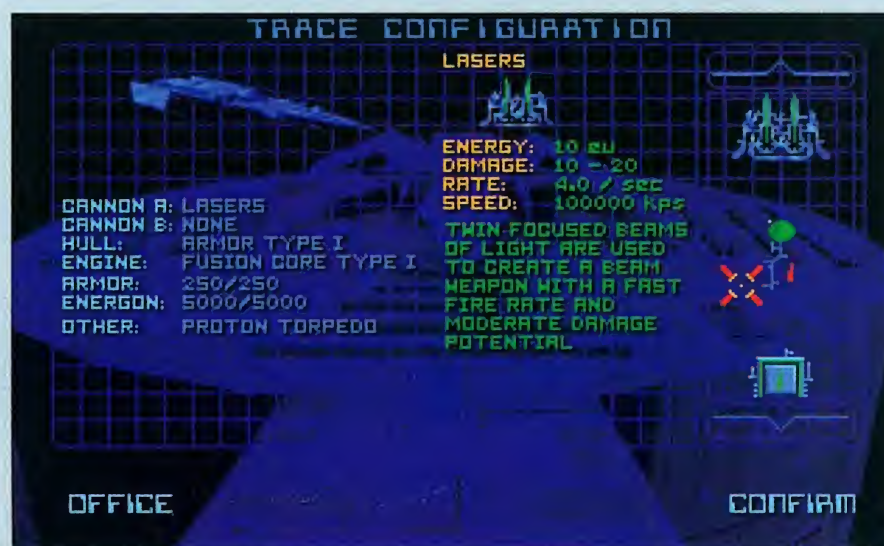 TRACE CONFIGURATION
LASERS
ENERGY: 10 eu
DAMAGE: 10 - 20
RATE: 4.0 / sec
SPEED: 100000 kps
TWIN-FOCUSED BEAMS
OF LIGHT ARE USED
TO CREATE A BEAM
WEAPON WITH A FAST
FIRE RATE AND
MODERATE DAMAGE
POTENTIAL
CANNON A: LASERS
CANNON B: NONE
HULL: ARMOR TYPE I
ENGINE: FUSION CORE TYPE I
ARMOR: 250/250
ENERGON: 5000/5000
OTHER: PROTON TORPEDO
OFFICE
CONFIRM